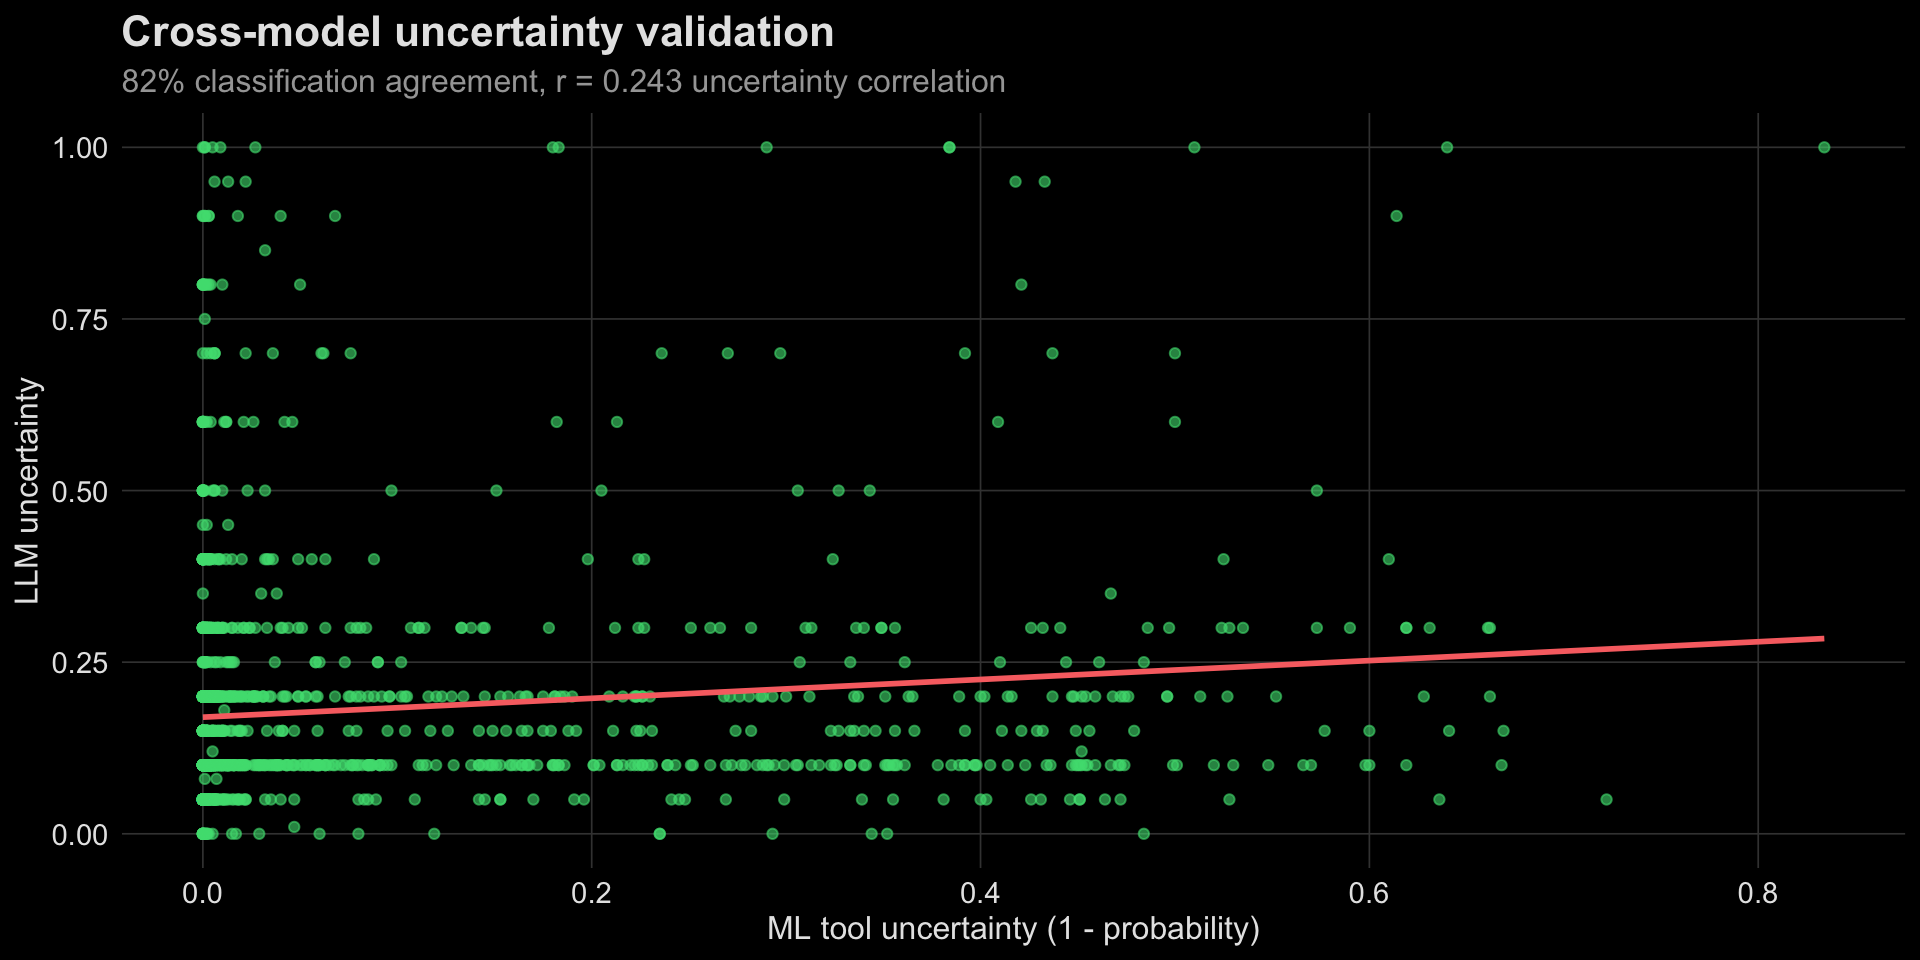 Cross-model uncertainty validation
82% classification agreement, r = 0.243 uncertainty correlation
1.00
0.75
0.50
0.25
0.00
LLM uncertainty
0.0 0.2 0.4 0.6 0.8
ML tool uncertainty (1 - probability)